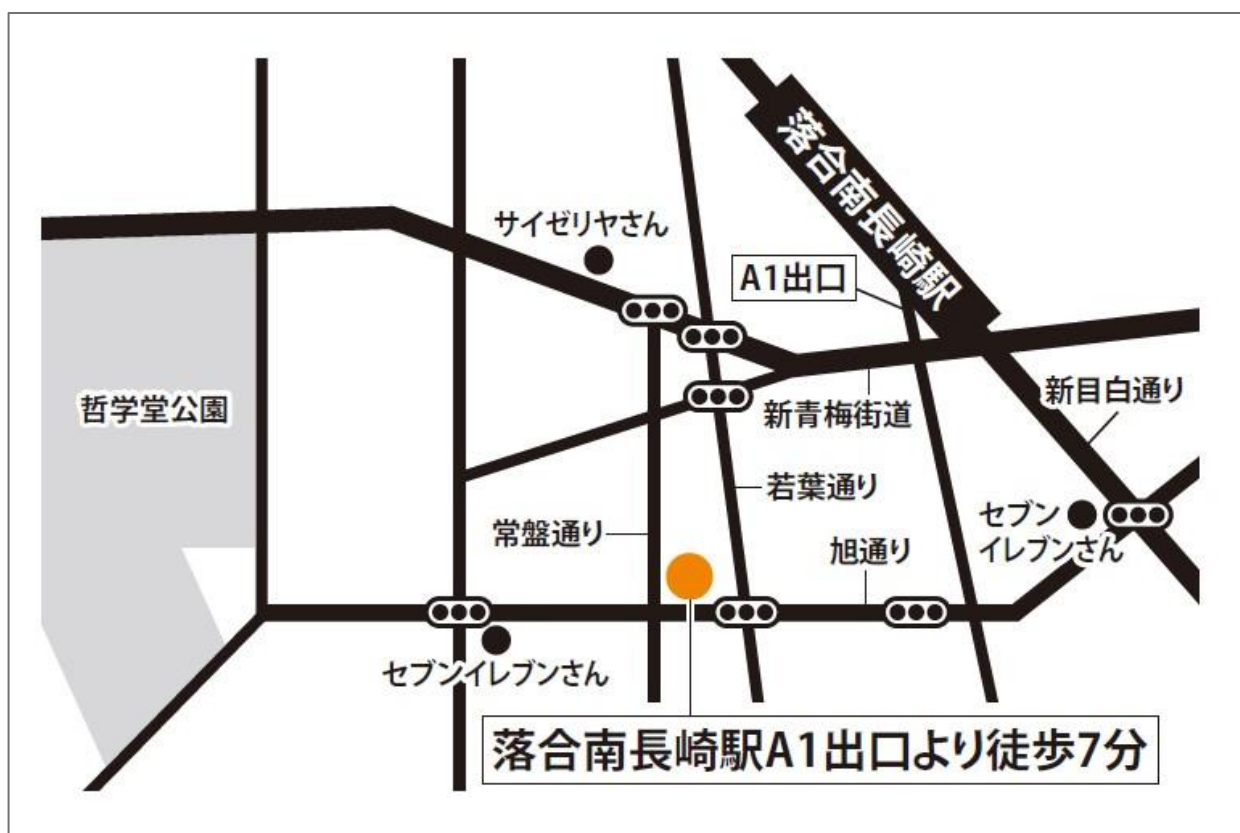 落合南長崎駅
サイゼリヤさん
A1出口
哲学堂公園
新青梅街道
新目白通り
若葉通り
常盤通り
旭通り
セブン
イレブンさん
セブンイレブンさん
落合南長崎駅A1出口より徒歩7分